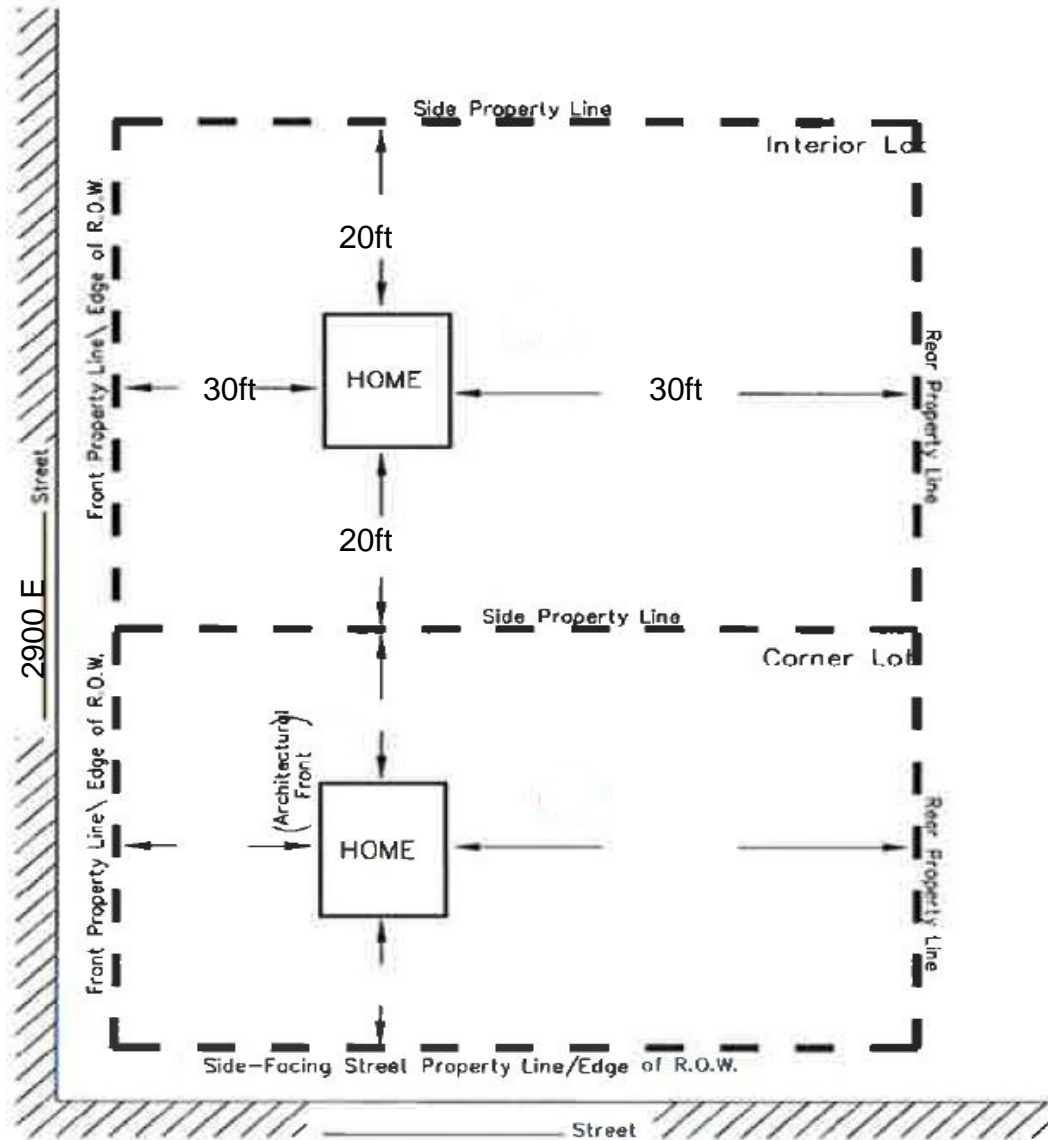 Side Property Line
Interior Lot
Front Property Line\ Edge of R.O.W.
20ft
HOME
30ft
30ft
Rear Property Line
20ft
Street
2900 E
Side Property Line
Corner Lot
Front Property Line\ Edge of R.O.W.
(Architectural
Front )
HOME
Rear Property Line
Side-Facing Street Property Line/Edge of R.O.W.
Street